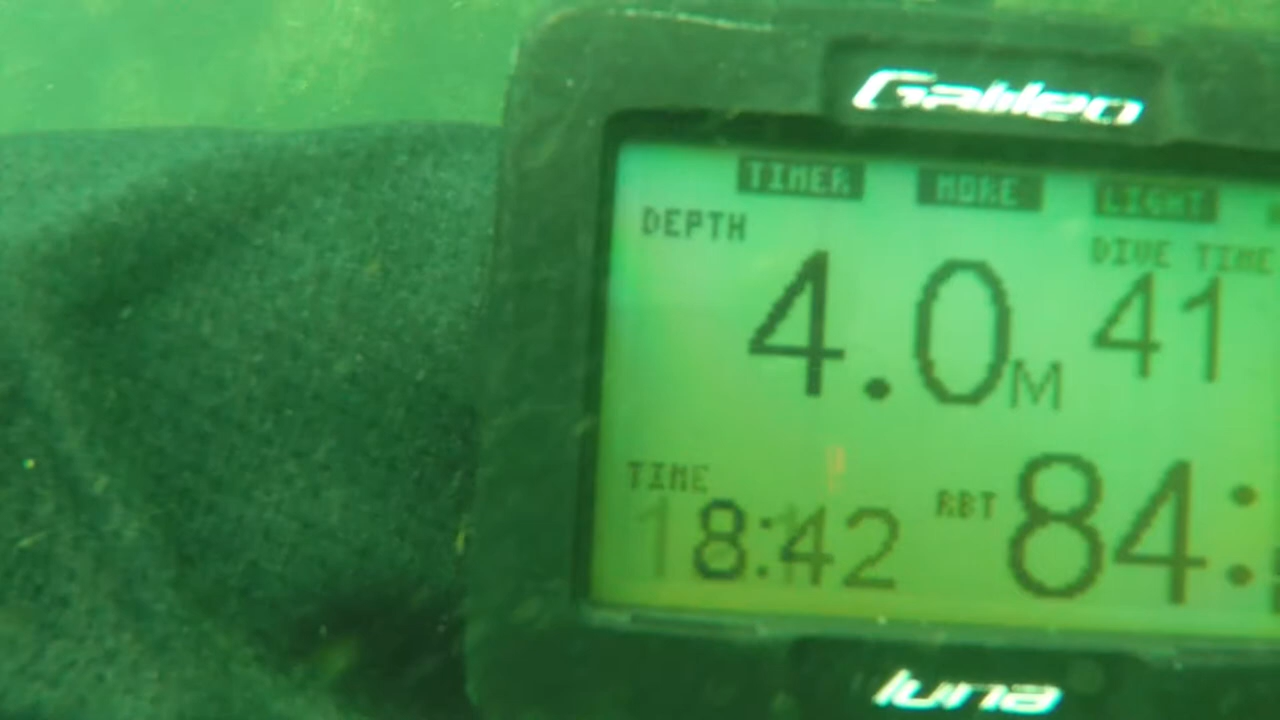 Galileo
TIMER MORE LIGHT
DEPTH DIVE TIME
4.0M 41
TIME RBT 84:
18:42
luna